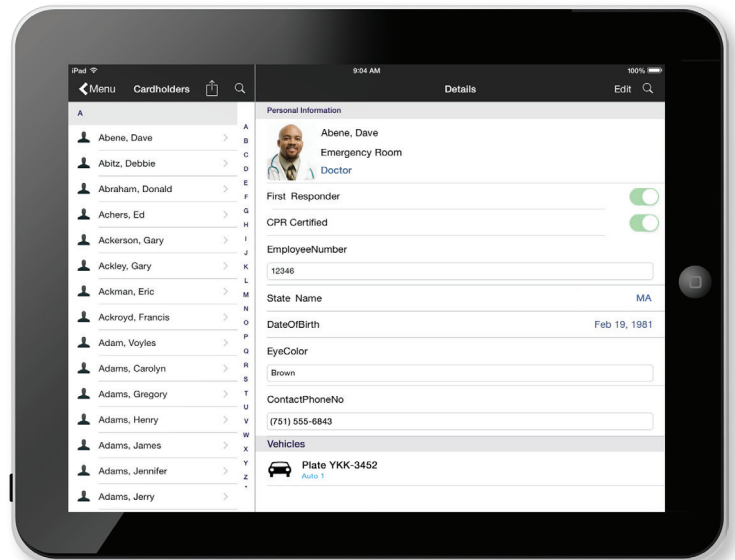 iPad 9:04 AM 100%
Menu Cardholders Details Edit
A
Abene, Dave
Abitz, Debbie
Abraham, Donald
Achers, Ed
Ackerson, Gary
Ackley, Gary
Ackman, Eric
Ackroyd, Francis
Adam, Voyles
Adams, Carolyn
Adams, Gregory
Adams, Henry
Adams, James
Adams, Jennifer
Adams, Jerry
A
B
C
D
E
F
G
H
I
J
K
L
M
N
O
P
Q
R
S
T
U
V
W
X
Y
Z
*
Personal Information
Abene, Dave
Emergency Room
Doctor
First Responder
CPR Certified
EmployeeNumber
12346
State Name MA
DateOfBirth Feb 19, 1981
EyeColor
Brown
ContactPhoneNo
(751) 555-6843
Vehicles
Plate YKK-3452
Auto 1